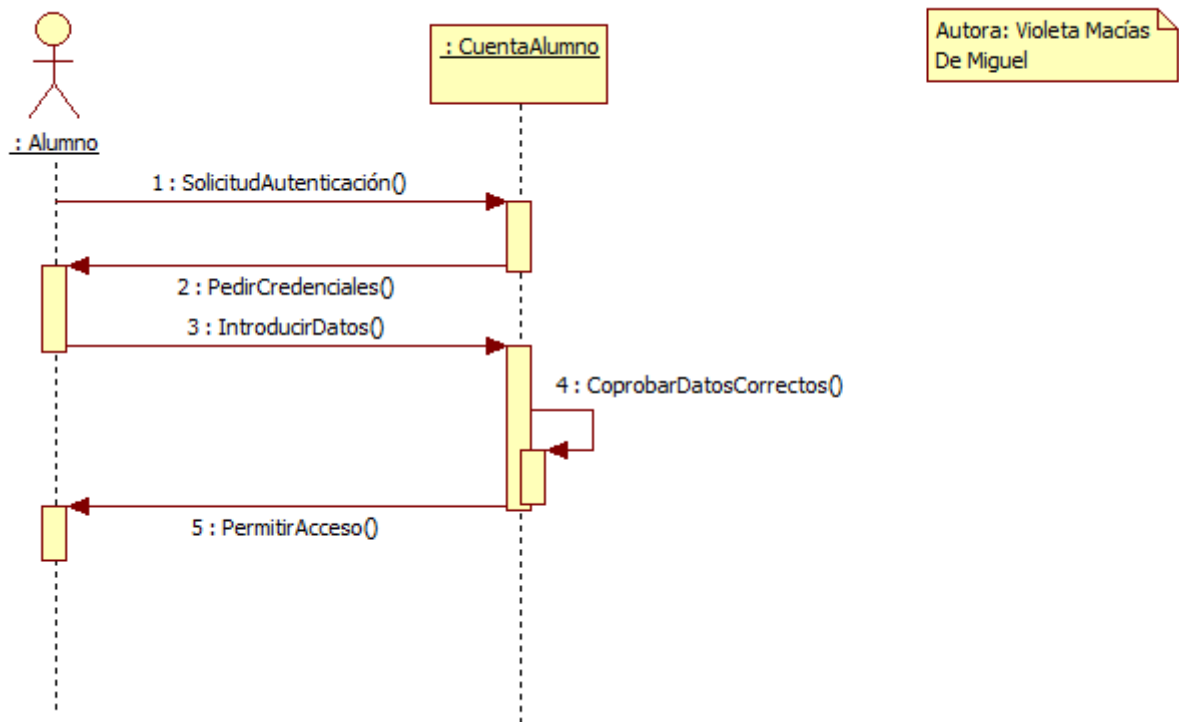 : CuentaAlumno
Autora: Violeta Macías
De Miguel
: Alumno
1 : SolicitudAutenticación()
2 : PedirCredenciales()
3 : IntroducirDatos()
4 : CoprobarDatosCorrectos()
5 : PermitirAcceso()